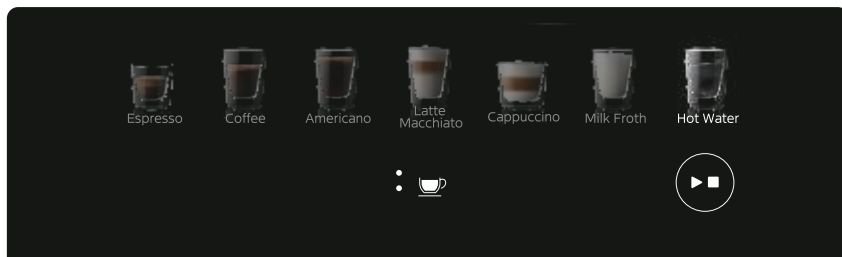 Espresso
Coffee
Americano
Latte
Macchiato
Cappuccino
Milk Froth
Hot Water